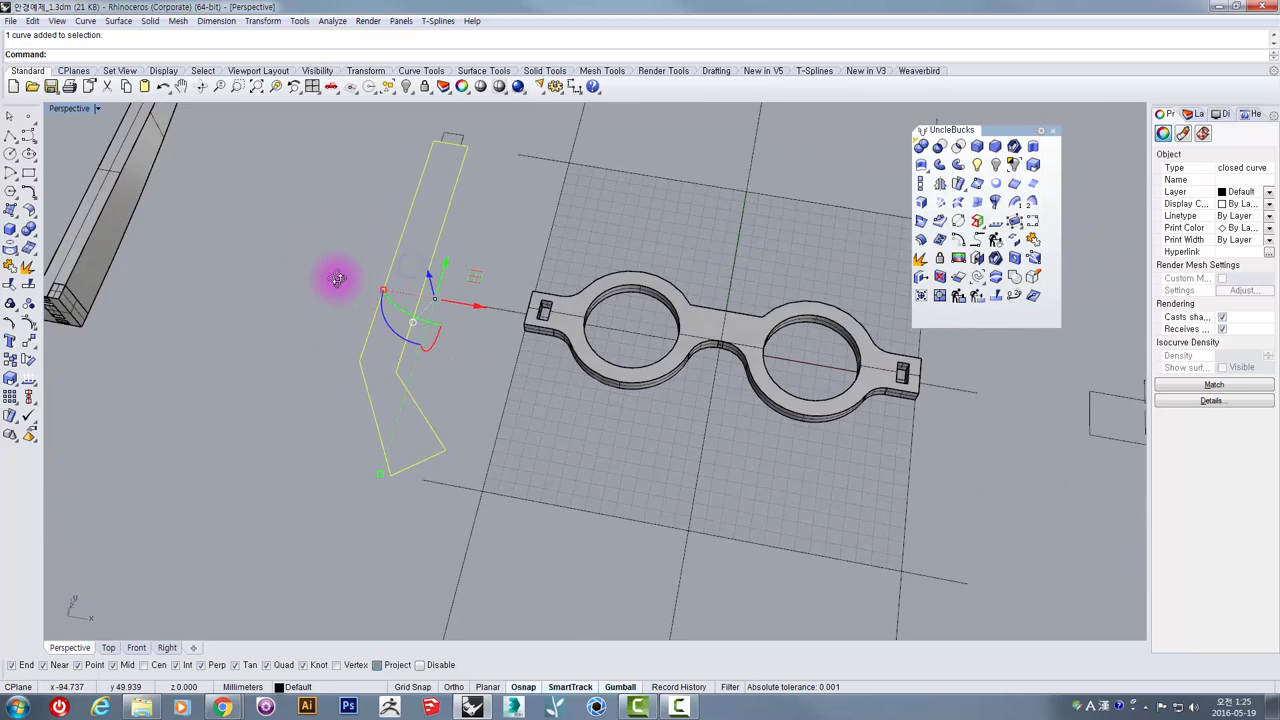 안경예제_1.3dm (21 KB) - Rhinoceros (Corporate) (64-bit) - [Perspective]
File Edit View Curve Surface Solid Mesh Dimension Transform Tools Analyze Render Panels T-Splines Help
1 curve added to selection.
Command:
Standard CPlanes Set View Display Select Viewport Layout Visibility Transform Curve Tools Surface Tools Solid Tools Mesh Tools Render Tools Drafting New in V5 T-Splines New in V3 Weaverbird
Perspective
UncleBucks
Pr La Di He
Object
Type closed curve
Name
Layer Default
Display C... By La...
Linetype By Layer
Print Color By La...
Print Width By Layer
Hyperlink ...
Render Mesh Settings
Custom M...
Settings Adjust...
Rendering
Casts sha...
Receives ...
Isocurve Density
Density
Show surf... Visible
Match
Details...
y
z
x
Perspective Top Front Right
End Near Point Mid Cen Int Perp Tan Quad Knot Vertex Project Disable
CPlane x -94.737 y 49.939 z 0.000 Millimeters Default Grid Snap Ortho Planar Osnap SmartTrack Gumball Record History Filter Absolute tolerance: 0.001
Ai Ps A 漢 오전 1:25
2016-05-19